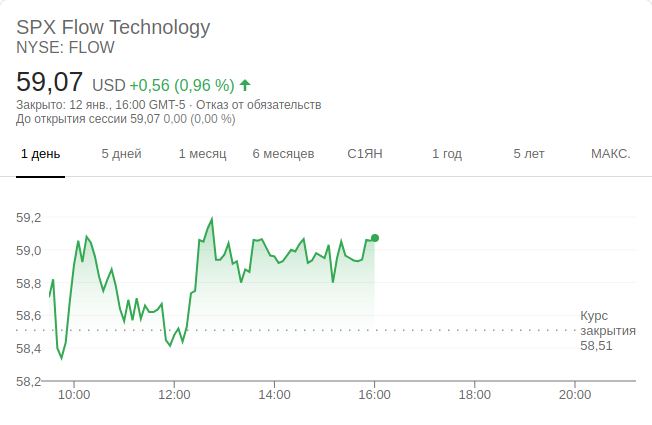 SPX Flow Technology
NYSE: FLOW
59,07 USD +0,56 (0,96 %)
Закрыто: 12 янв., 16:00 GMT-5 · Отказ от обязательств
До открытия сессии 59,07 0,00 (0,00 %)
1 день 5 дней 1 месяц 6 месяцев С1ЯН 1 год 5 лет МАКС.
59,2
59,0
58,8
58,6
58,4
58,2
Курс
закрытия
58,51
10:00 12:00 14:00 16:00 18:00 20:00